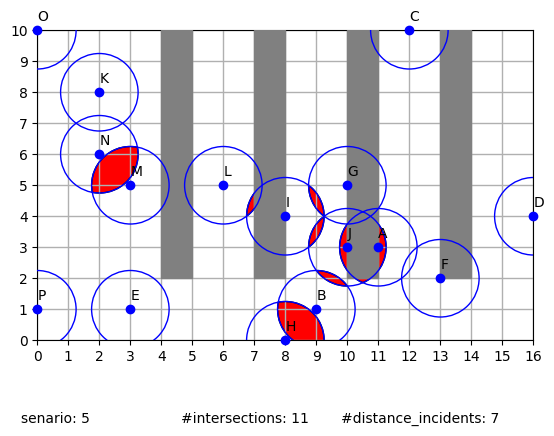 O
C
K
N
M
L
G
I
D
J
A
F
P
E
B
H
10
9
8
7
6
5
4
3
2
1
0
0 1 2 3 4 5 6 7 8 9 10 11 12 13 14 15 16
senario: 5 #intersections: 11 #distance_incidents: 7